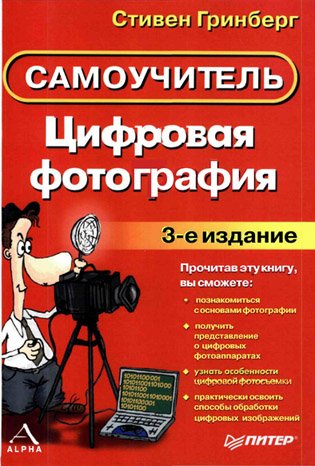 Стивен Гринберг
САМОУЧИТЕЛЬ
Цифровая
фотография
3-е издание
Прочитав эту книгу,
вы сможете:
• познакомиться
с основами фотографии
• получить
представление
о цифровых
фотоаппаратах
• узнать особенности
цифровой фотосъемки
• практически освоить
способы обработки
цифровых изображений
ALPHA
ПИТЕР